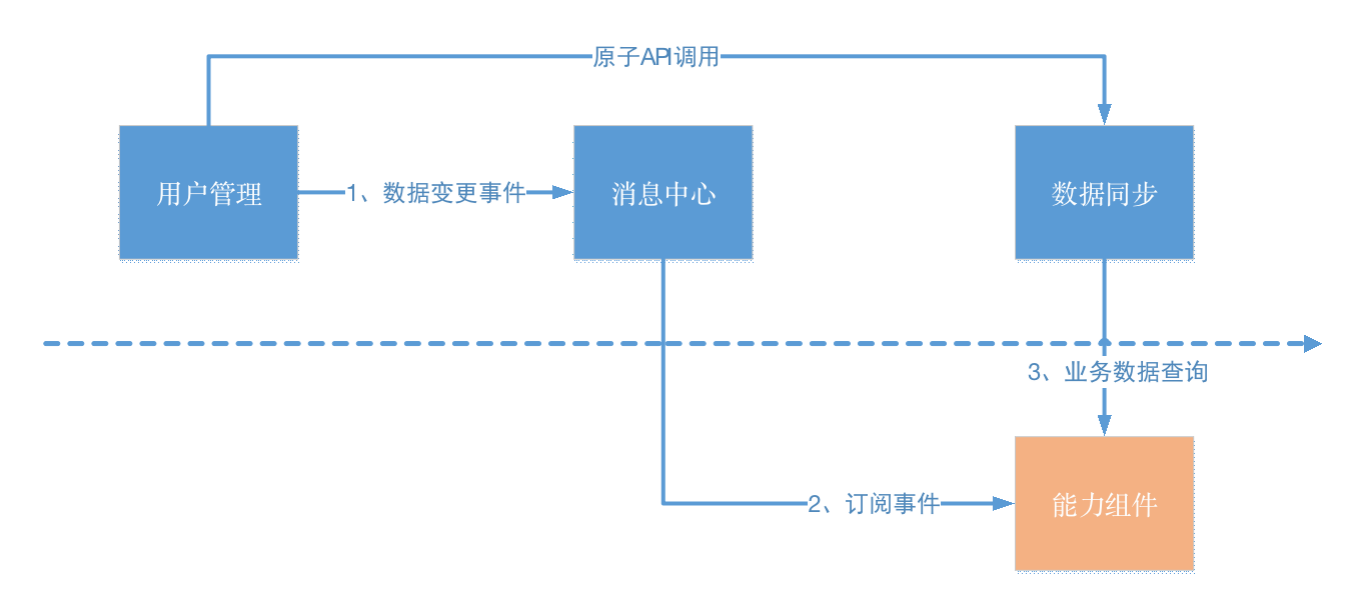 原子API调用
用户管理
1、数据变更事件
消息中心
数据同步
3、业务数据查询
2、订阅事件
能力组件